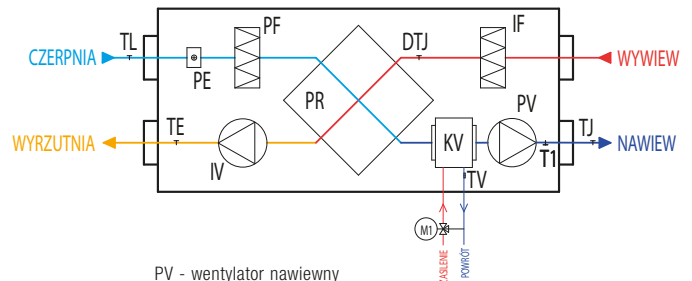 PF
IF
TL
DTJ
CZERPNIA
WYWIEW
PE
PR
PV
TE
KV
TJ
WYRZUTNIA
NAWIEW
T1
IV
TV
M1
ZASILENIE
POWRÓT
PV - wentylator nawiewny